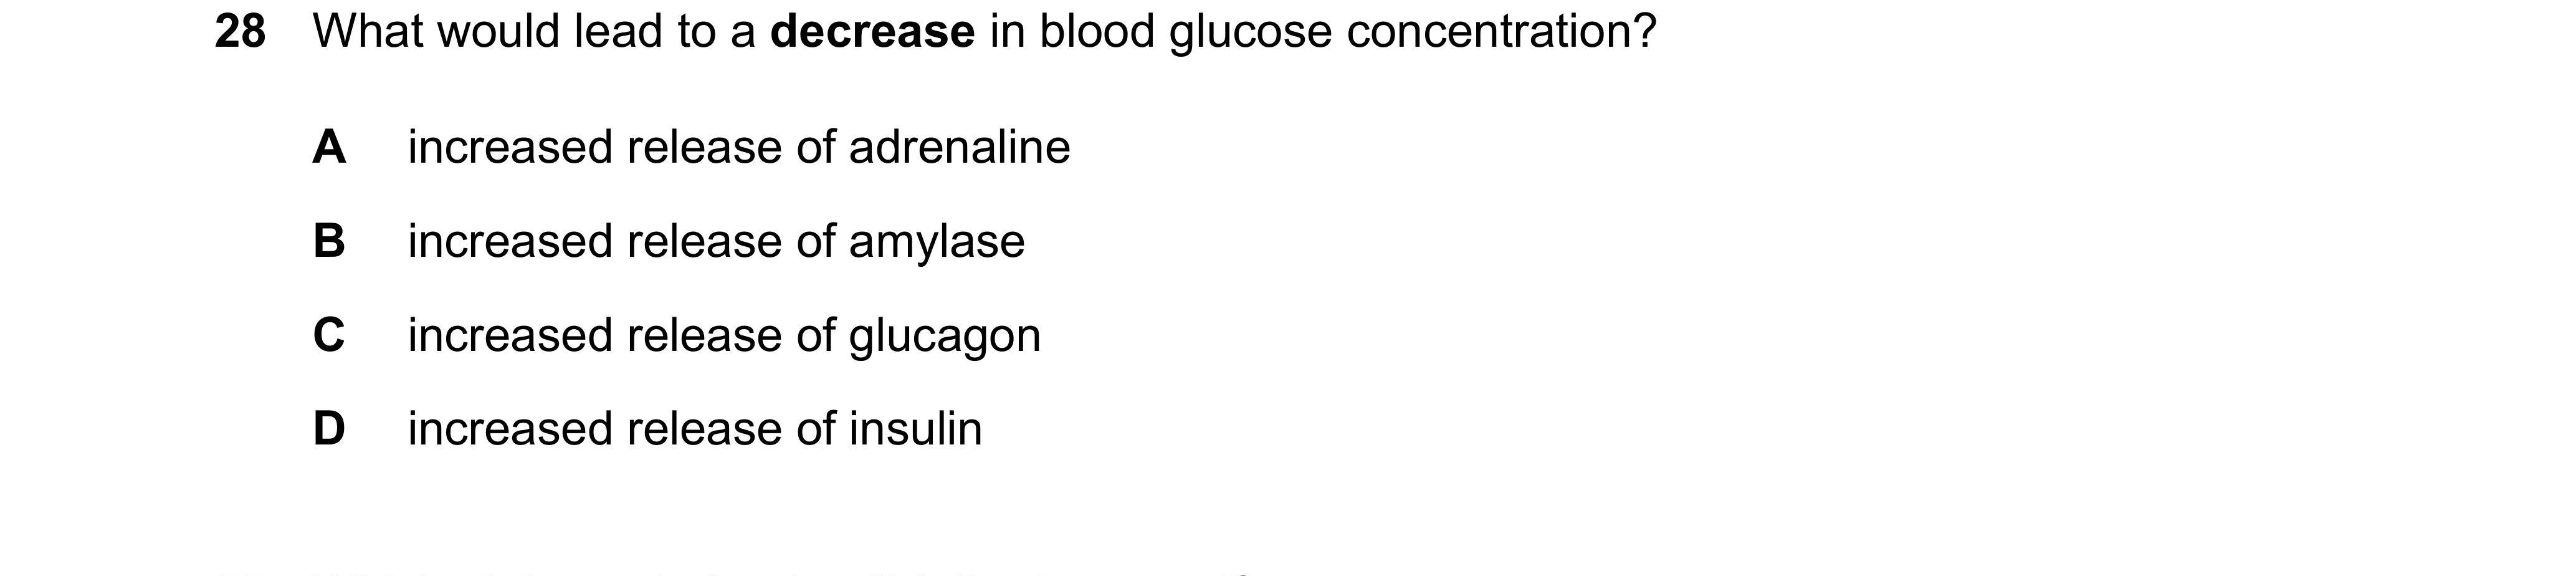 28 What would lead to a decrease in blood glucose concentration?
A increased release of adrenaline
B increased release of amylase
C increased release of glucagon
D increased release of insulin